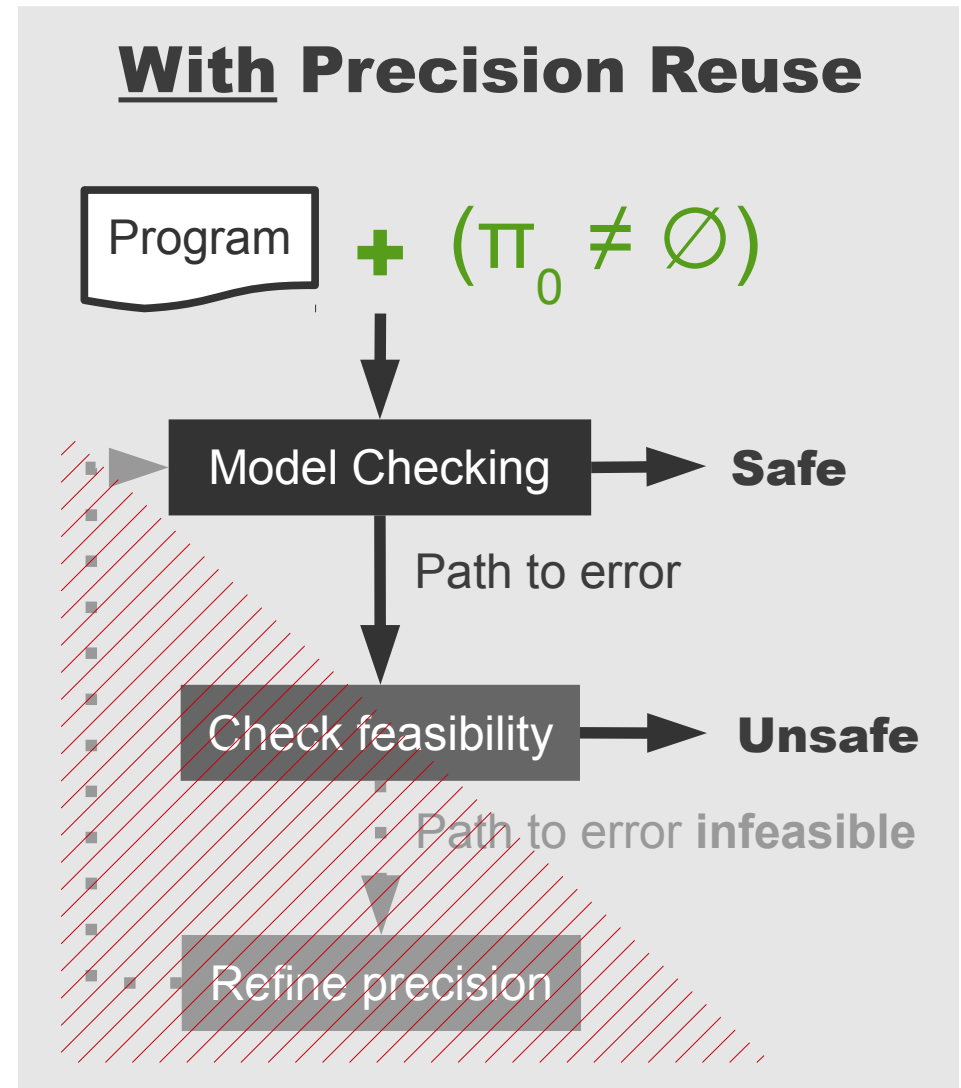 With Precision Reuse
Program + (π₀ ≠ ∅)
Model Checking
Safe
Path to error
Check feasibility
Unsafe
Path to error infeasible
Refine precision